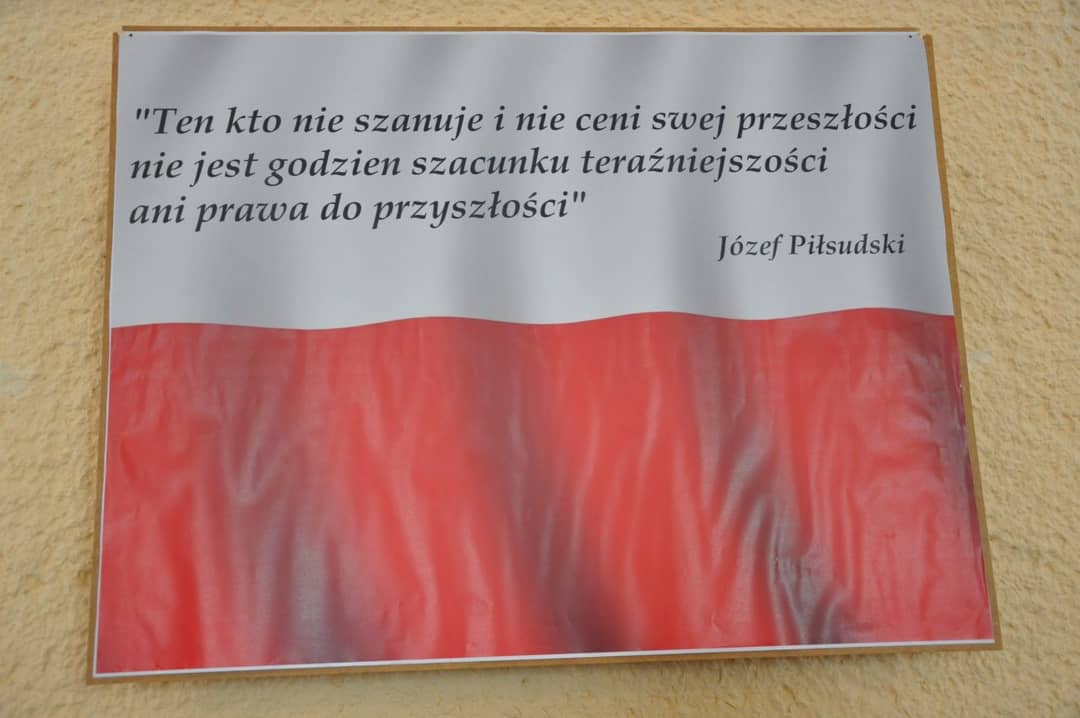 "Ten kto nie szanuje i nie ceni swej przeszłości
nie jest godzien szacunku teraźniejszości
ani prawa do przyszłości"
Józef Piłsudski